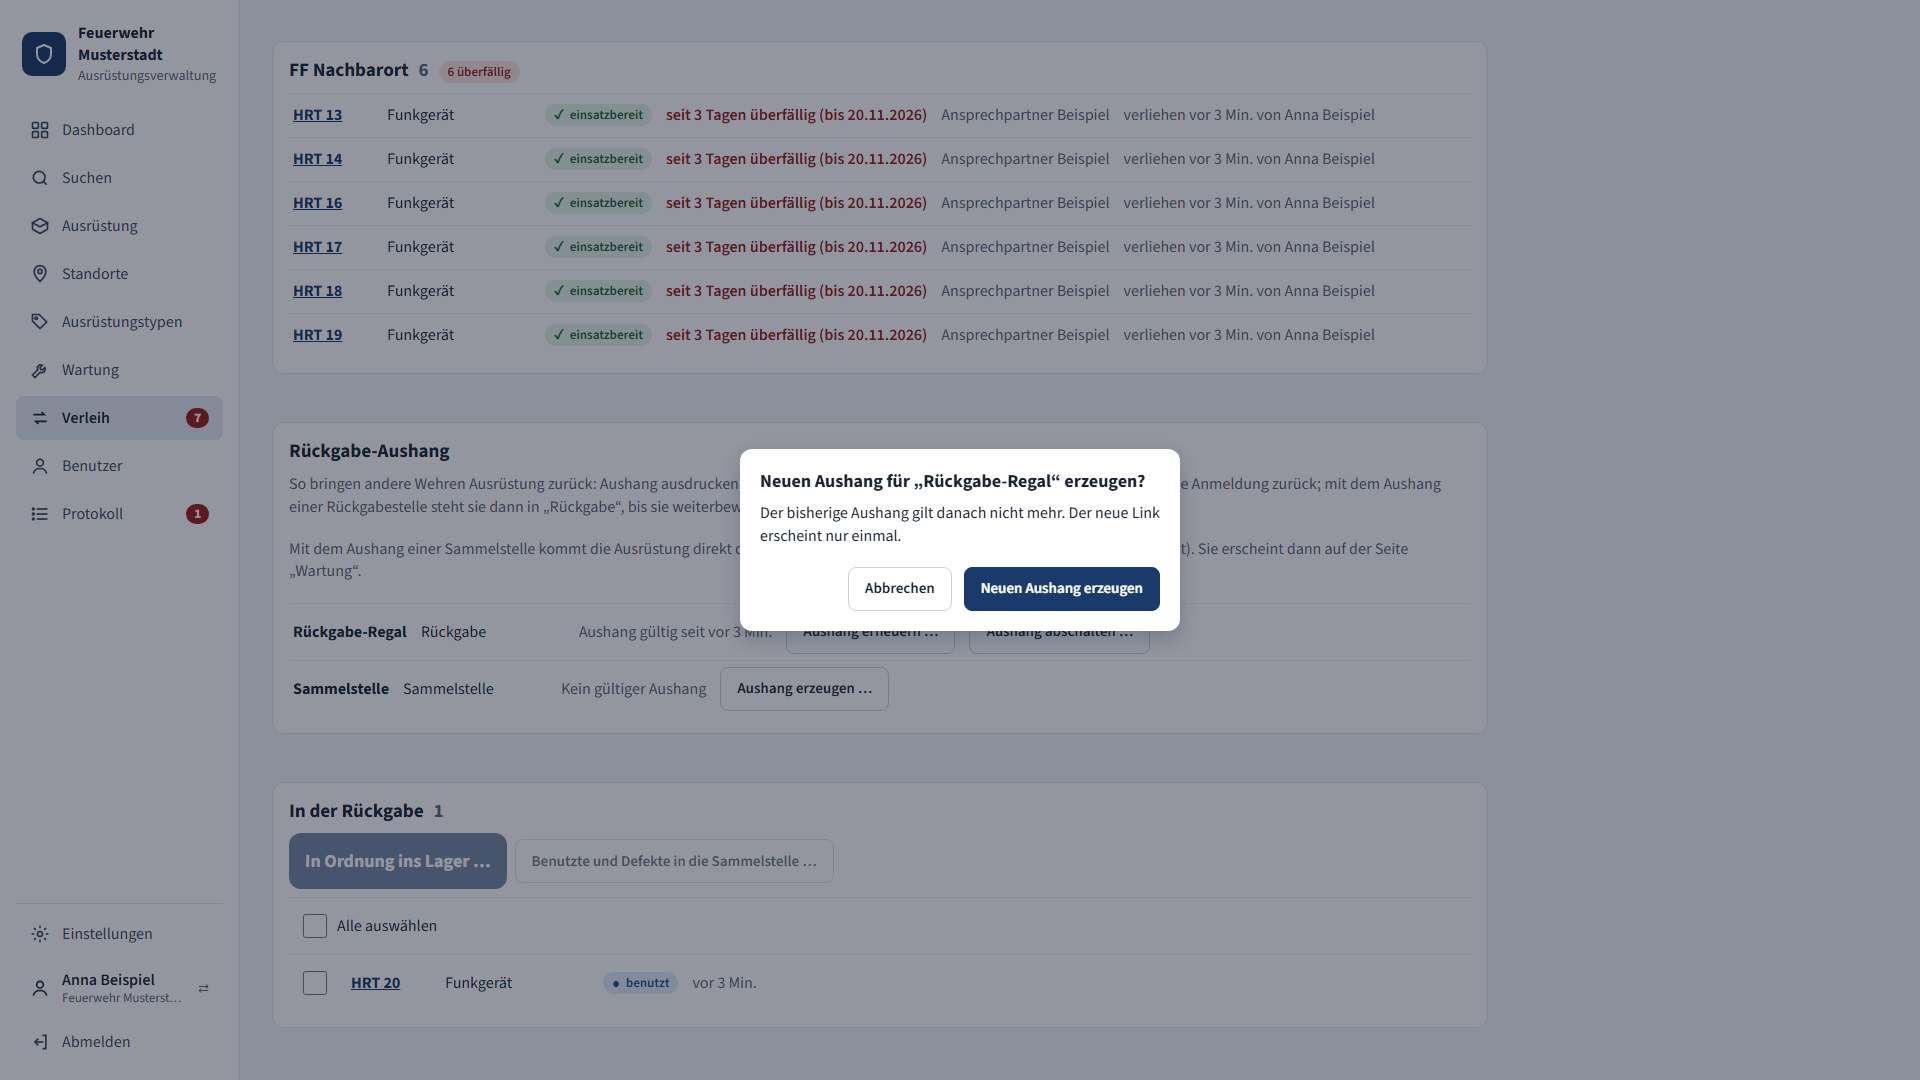 Feuerwehr
Musterstadt
Ausrüstungsverwaltung
Dashboard
Suchen
Ausrüstung
Standorte
Ausrüstungstypen
Wartung
Verleih 7
Benutzer
Protokoll 1
Einstellungen
Anna Beispiel
Feuerwehr Musterst…
Abmelden
FF Nachbarort 6 6 überfällig
HRT 13 Funkgerät ✓ einsatzbereit seit 3 Tagen überfällig (bis 20.11.2026) Ansprechpartner Beispiel verliehen vor 3 Min. von Anna Beispiel
HRT 14 Funkgerät ✓ einsatzbereit seit 3 Tagen überfällig (bis 20.11.2026) Ansprechpartner Beispiel verliehen vor 3 Min. von Anna Beispiel
HRT 16 Funkgerät ✓ einsatzbereit seit 3 Tagen überfällig (bis 20.11.2026) Ansprechpartner Beispiel verliehen vor 3 Min. von Anna Beispiel
HRT 17 Funkgerät ✓ einsatzbereit seit 3 Tagen überfällig (bis 20.11.2026) Ansprechpartner Beispiel verliehen vor 3 Min. von Anna Beispiel
HRT 18 Funkgerät ✓ einsatzbereit seit 3 Tagen überfällig (bis 20.11.2026) Ansprechpartner Beispiel verliehen vor 3 Min. von Anna Beispiel
HRT 19 Funkgerät ✓ einsatzbereit seit 3 Tagen überfällig (bis 20.11.2026) Ansprechpartner Beispiel verliehen vor 3 Min. von Anna Beispiel
Rückgabe-Aushang
So bringen andere Wehren Ausrüstung zurück: Aushang ausdrucken Anmeldung zurück; mit dem Aushang
einer Rückgabestelle steht sie dann in „Rückgabe“, bis sie
Mit dem Aushang einer Sammelstelle kommt die Ausrüstung direkt Sie erscheint dann auf der Seite
„Wartung“.
Rückgabe-Regal Rückgabe Aushang gültig seit vor 3 Min. Aushang erneuern … Aushang abschalten …
Sammelstelle Sammelstelle Kein gültiger Aushang Aushang erzeugen …
Neuen Aushang für „Rückgabe-Regal“ erzeugen?
Der bisherige Aushang gilt danach nicht mehr. Der neue Link
erscheint nur einmal.
Abbrechen Neuen Aushang erzeugen
In der Rückgabe 1
In Ordnung ins Lager … Benutzte und Defekte in die Sammelstelle …
Alle auswählen
HRT 20 Funkgerät benutzt vor 3 Min.